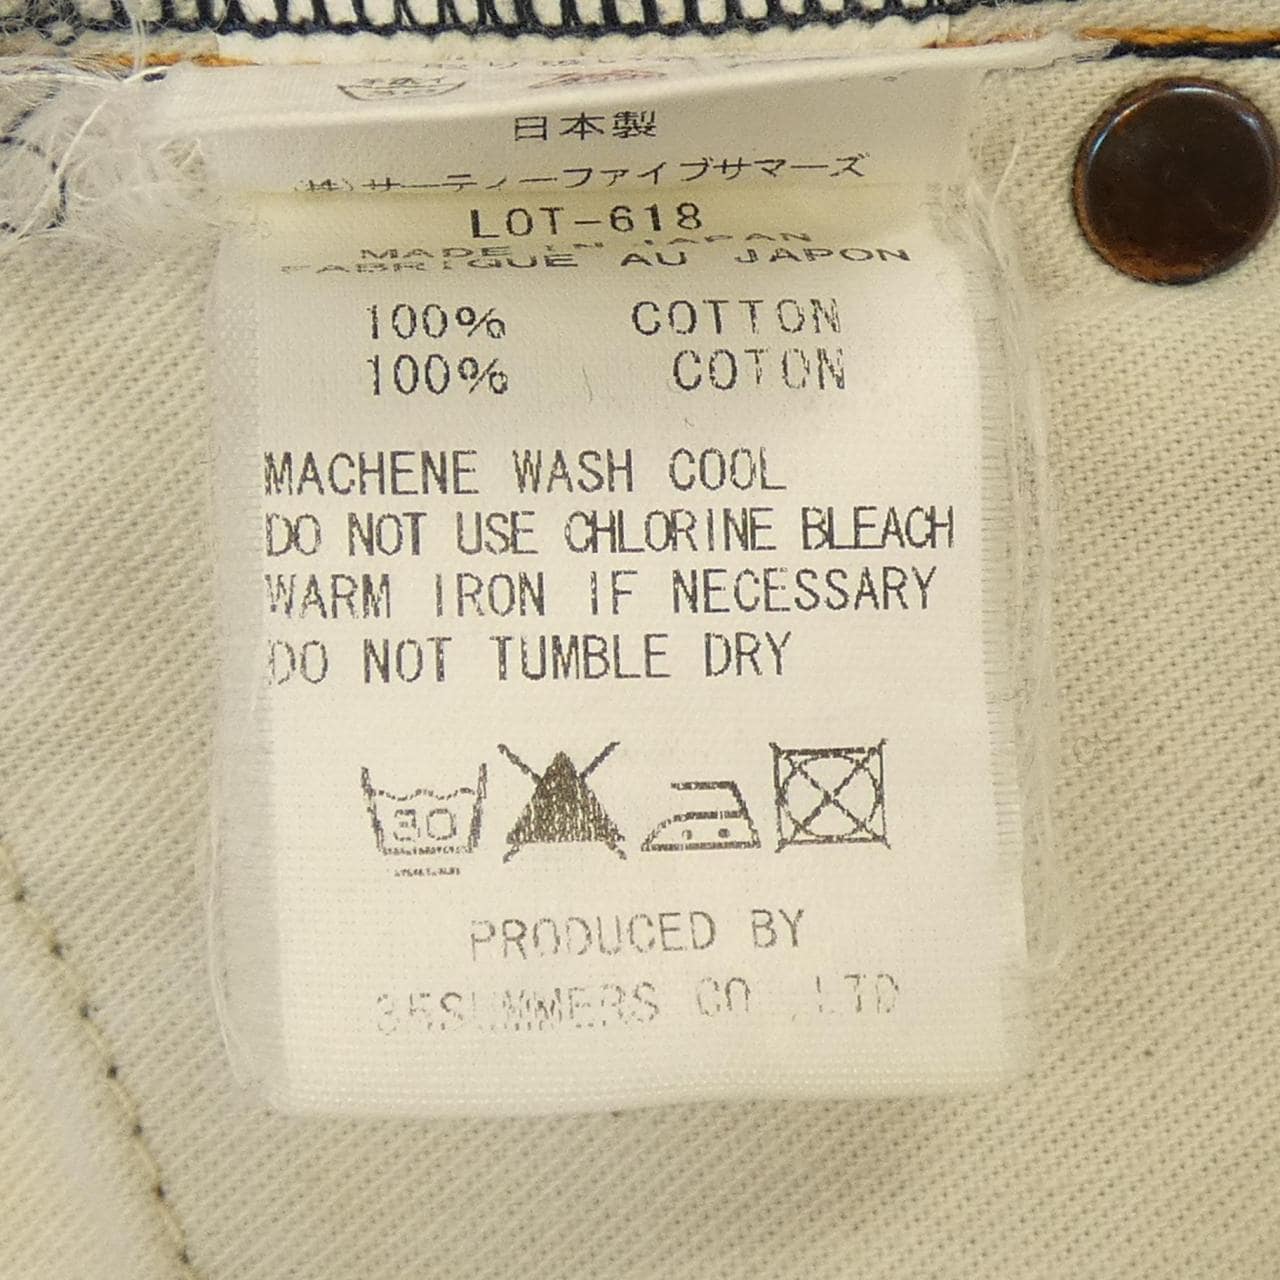 日本製
(株)サーティーファイブサマーズ
LOT-618
MADE IN JAPAN
FABRIQUE AU JAPON
100% COTTON
100% COTON
MACHENE WASH COOL
DO NOT USE CHLORINE BLEACH
WARM IRON IF NECESSARY
DO NOT TUMBLE DRY
30
PRODUCED BY
35SUMMERS CO.,LTD